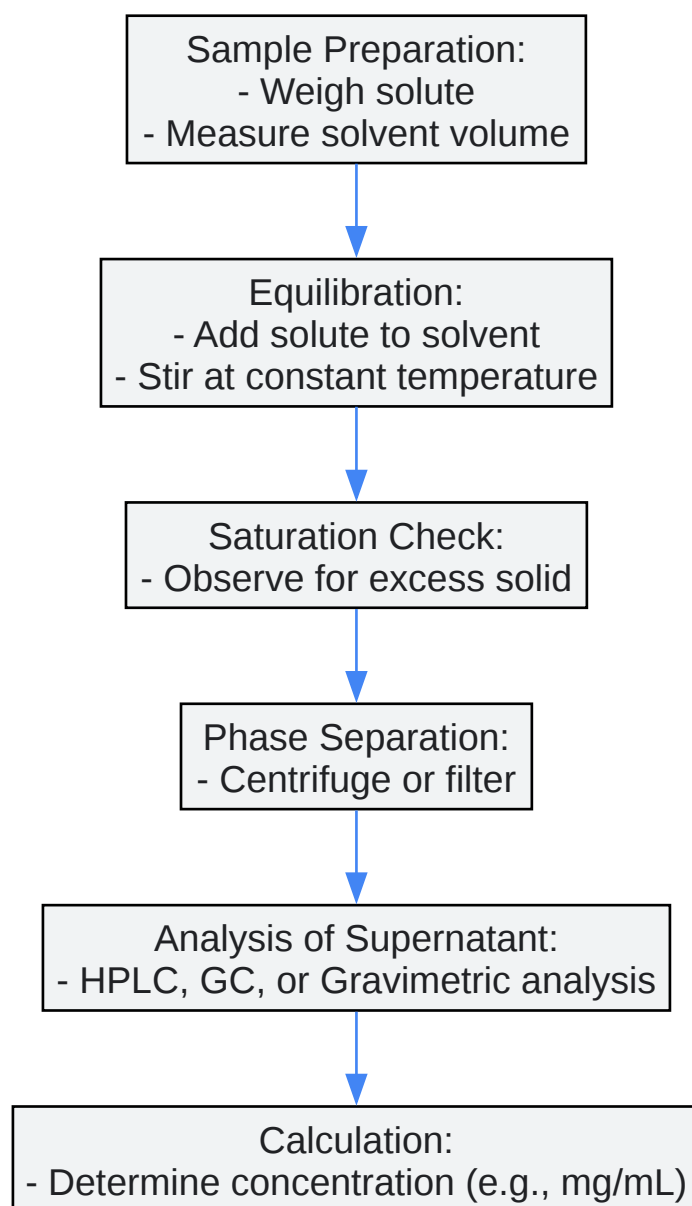 Sample Preparation:
- Weigh solute
- Measure solvent volume
Equilibration:
- Add solute to solvent
- Stir at constant temperature
Saturation Check:
- Observe for excess solid
Phase Separation:
- Centrifuge or filter
Analysis of Supernatant:
- HPLC, GC, or Gravimetric analysis
Calculation:
- Determine concentration (e.g., mg/mL)